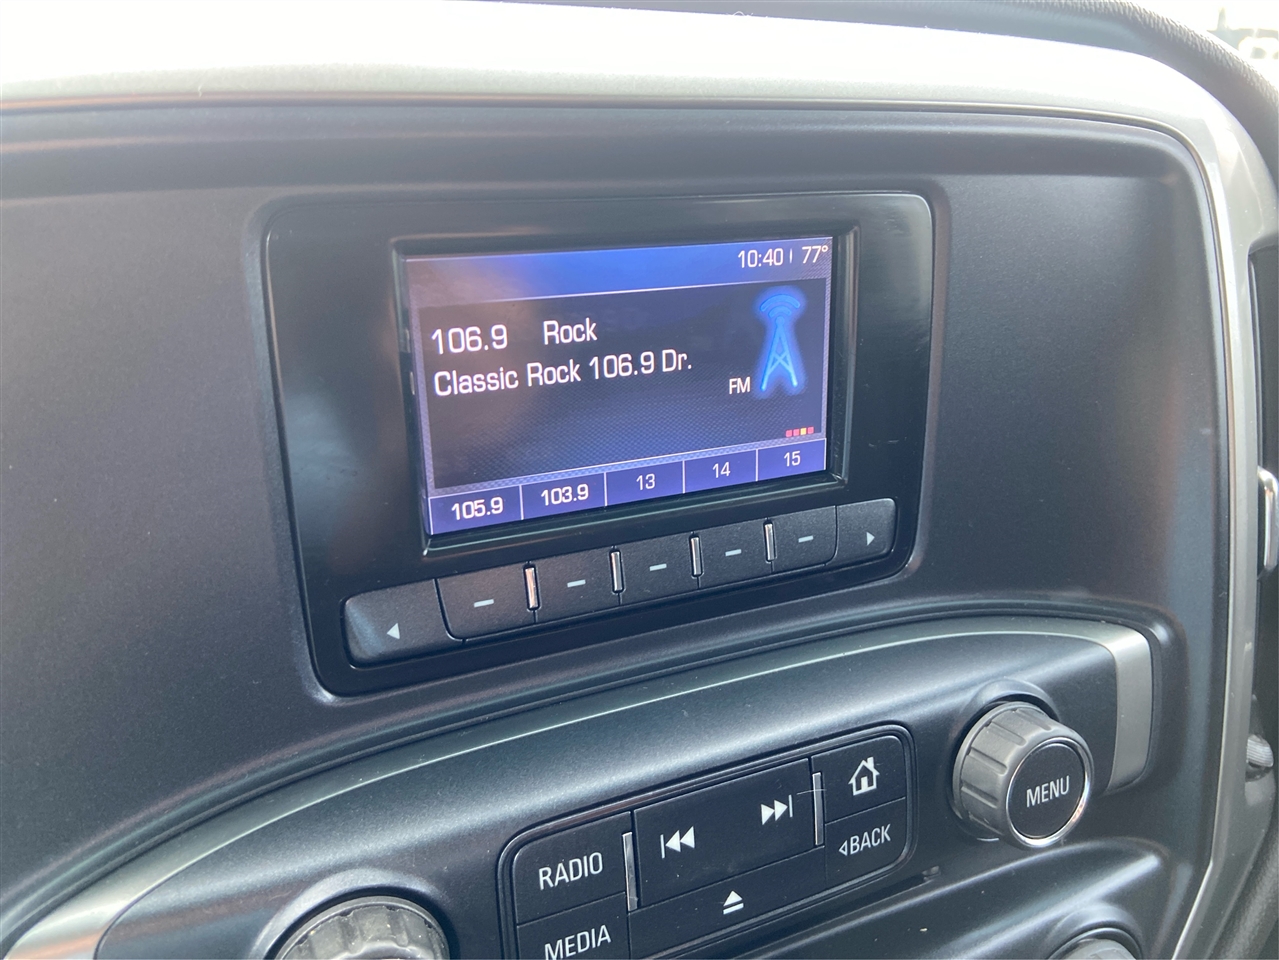 10:40 77°
106.9 Rock
Classic Rock 106.9 Dr.
FM
105.9 103.9 13 14 15
MENU
RADIO
BACK
MEDIA